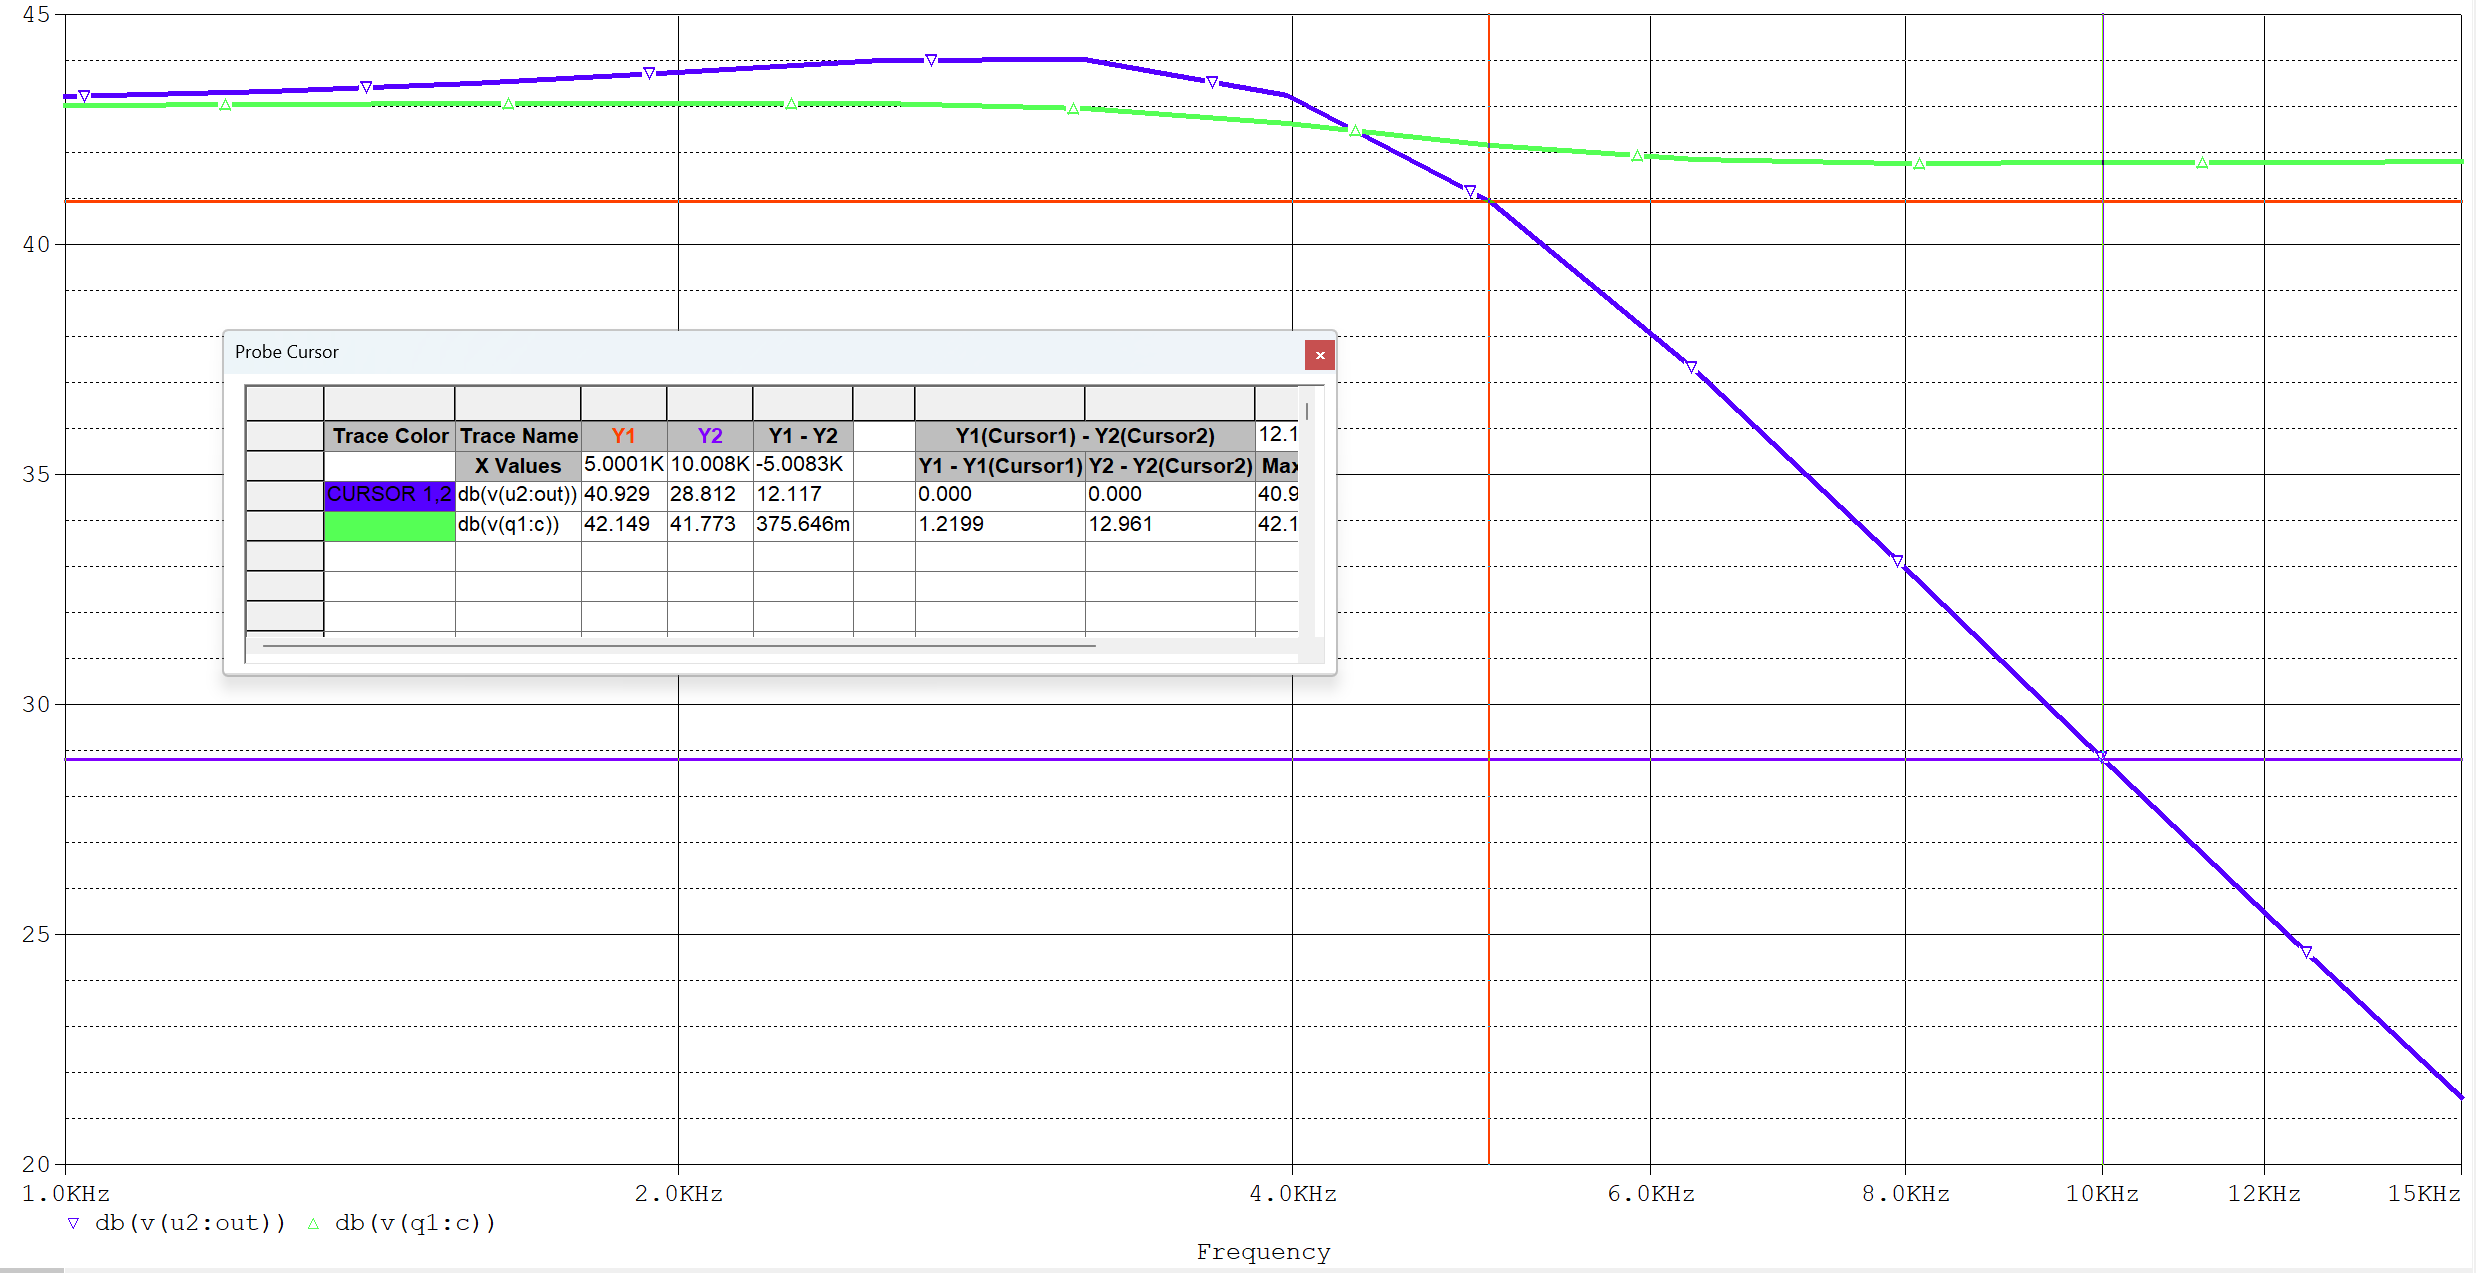 45
40
35
30
25
20
Probe Cursor
x
Trace Color Trace Name Y1 Y2 Y1 - Y2 Y1(Cursor1) - Y2(Cursor2) 12.1
X Values 5.0001K 10.008K -5.0083K Y1 - Y1(Cursor1) Y2 - Y2(Cursor2) Max
CURSOR 1,2 db(v(u2:out)) 40.929 28.812 12.117 0.000 0.000 40.9
db(v(q1:c)) 42.149 41.773 375.646m 1.2199 12.961 42.1
1.0KHz 2.0KHz 4.0KHz 6.0KHz 8.0KHz 10KHz 12KHz 15KHz
db(v(u2:out)) db(v(q1:c))
Frequency